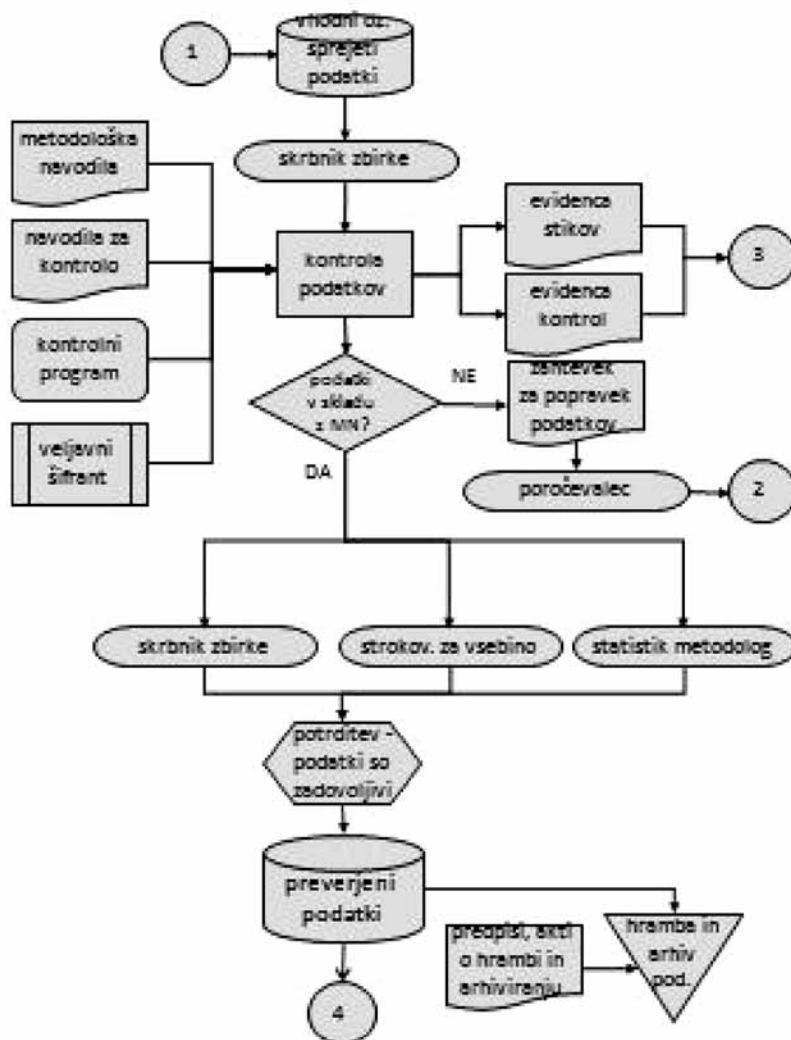 1
vhodni oz.
sprejeti
podatki
skrbnik zbirke
metodološka
navodila
navodila za
kontrolo
kontrolni
program
veljavni
šifrant
kontrola
podatkov
evidenca
stikov
evidenca
kontrol
3
podatki
v skladu
z MN?
NE
zahtevek
za popravek
podatkov
DA
poročevalec
2
skrbnik zbirke
strokov. za vsebino
statistik metodolog
potrditev -
podatki so
zadovoljivi
preverjeni
podatki
predpisi, akti
o hrambi in
arhiviranju
hramba in
arhiv
pod.
4